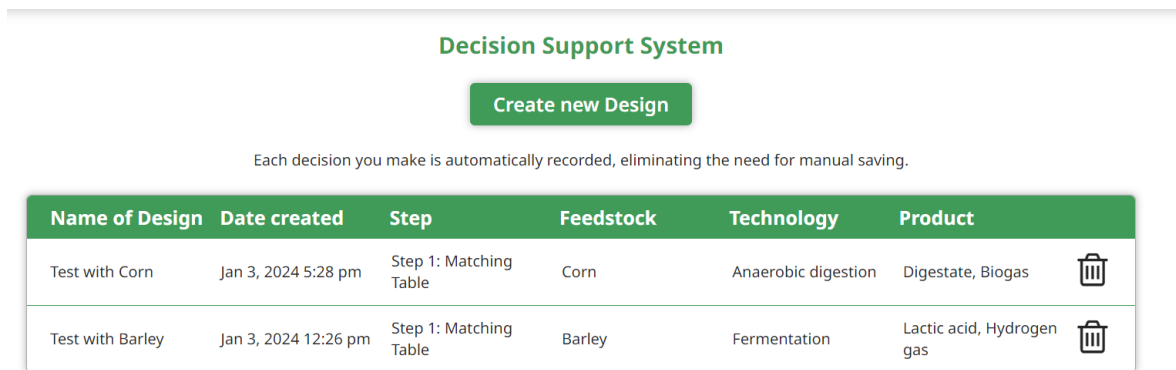 Decision Support System
Create new Design
Each decision you make is automatically recorded, eliminating the need for manual saving.
Name of Design Date created Step Feedstock Technology Product
Test with Corn Jan 3, 2024 5:28 pm Step 1: Matching Table Corn Anaerobic digestion Digestate, Biogas
Test with Barley Jan 3, 2024 12:26 pm Step 1: Matching Table Barley Fermentation Lactic acid, Hydrogen gas